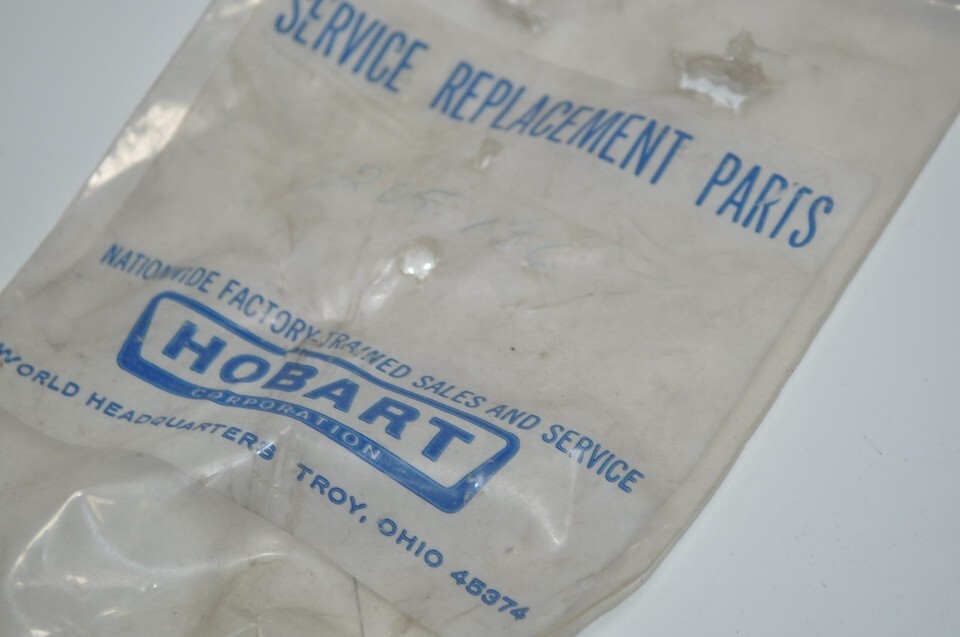 SERVICE REPLACEMENT PARTS
NATIONWIDE FACTORY-TRAINED SALES AND SERVICE
HOBART
CORPORATION
WORLD HEADQUARTERS TROY, OHIO 45374